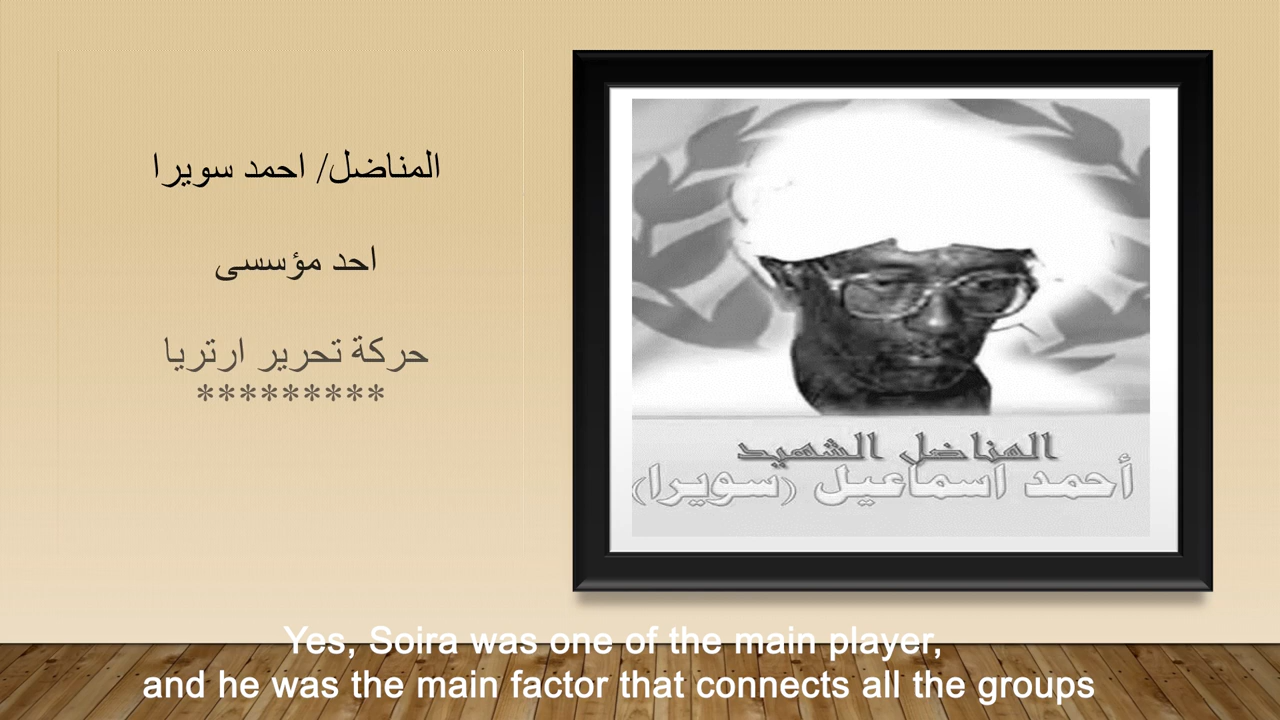 المناضل/ احمد سويرا
احد مؤسسى
حركة تحرير ارتريا
*********
المناضل الشهيد
أحمد اسماعيل (سويرا)
Yes, Soira was one of the main player,
and he was the main factor that connects all the groups